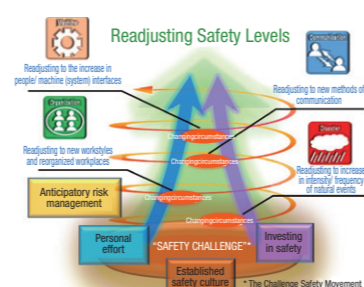 Readjusting Safety Levels
Communication
Readjusting to the increase in
people/ machine (system) interfaces
Readjusting to new methods of
communication
Organization
Disaster
Changingcircumstances
Readjusting to new workstyles
and reorganized workplaces
Changingcircumstances
Readjusting to increase
in intensity/ frequency
of natural events
Anticipatory risk
management
Changingcircumstances
Changingcircumstances
Personal
effort
"SAFETY CHALLENGE"*
Investing
in safety
Established
safety culture
* The Challenge Safety Movement